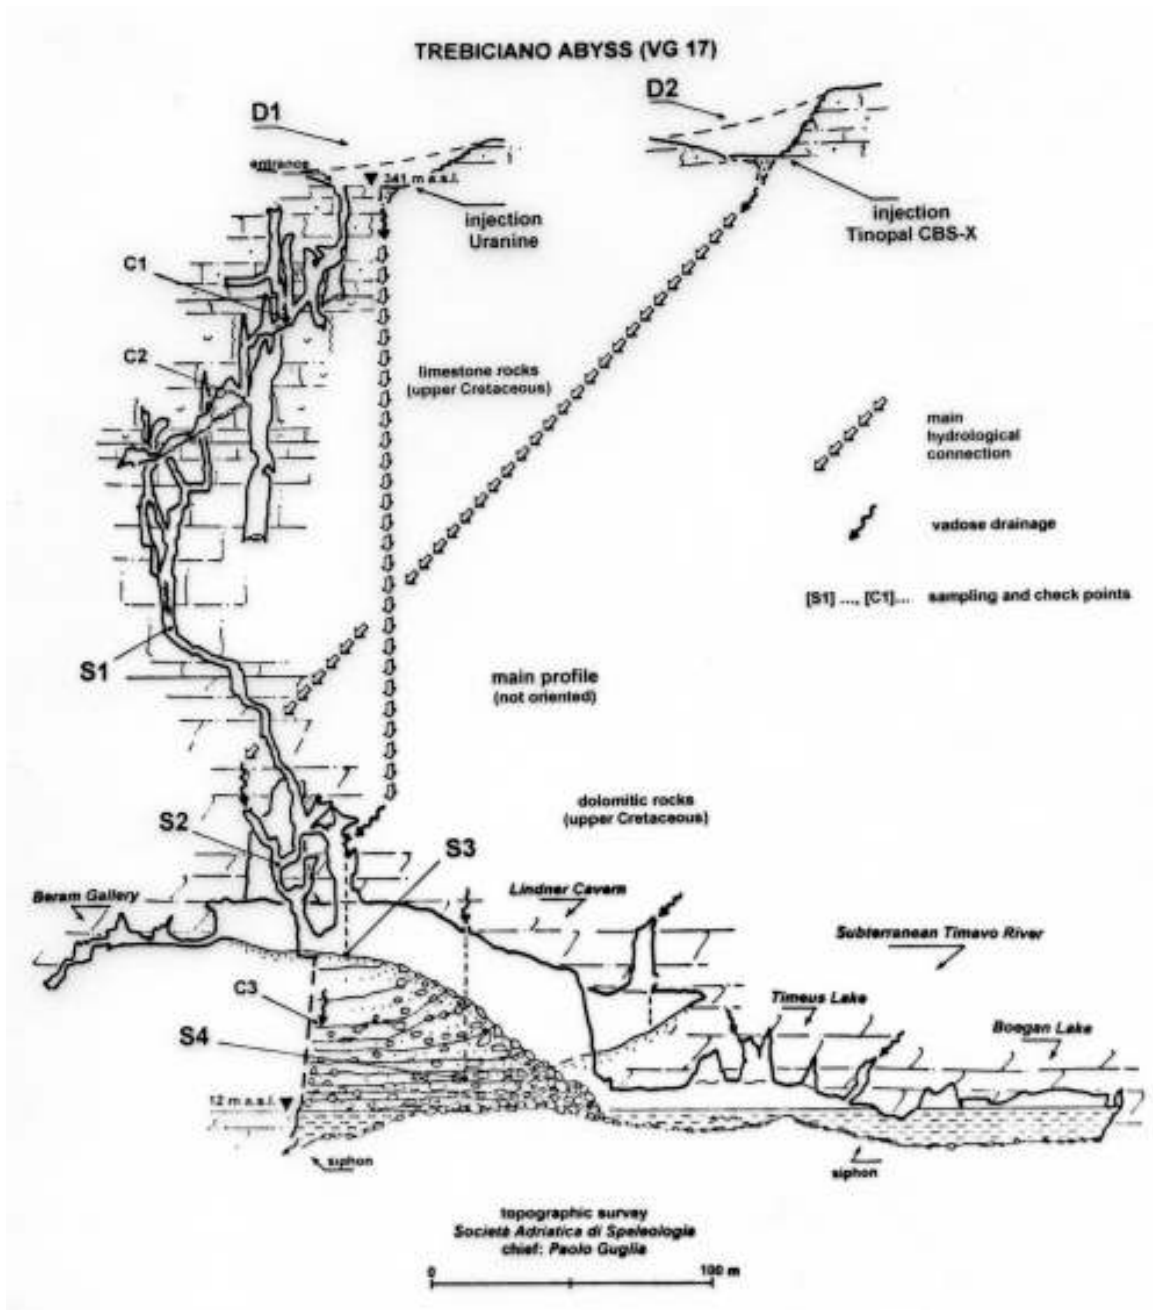 TREBICIANO ABYSS (VG 17)
D1
D2
entrance
341 m a.s.l.
injection
Uranine
injection
Tinopal CBS-X
C1
C2
limestone rocks
(upper Cretaceous)
main
hydrological
connection
vadose drainage
[S1] ...., [C1].... sampling and check points
S1
main profile
(not oriented)
dolomitic rocks
(upper Cretaceous)
S2
S3
Beram Gallery
Lindner Cavern
Subterranean Timavo River
C3
Timeus Lake
S4
Boegan Lake
12 m a.s.l.
siphon
siphon
topographic survey
Società Adriatica di Speleologia
chief: Paolo Guglia
0
100 m